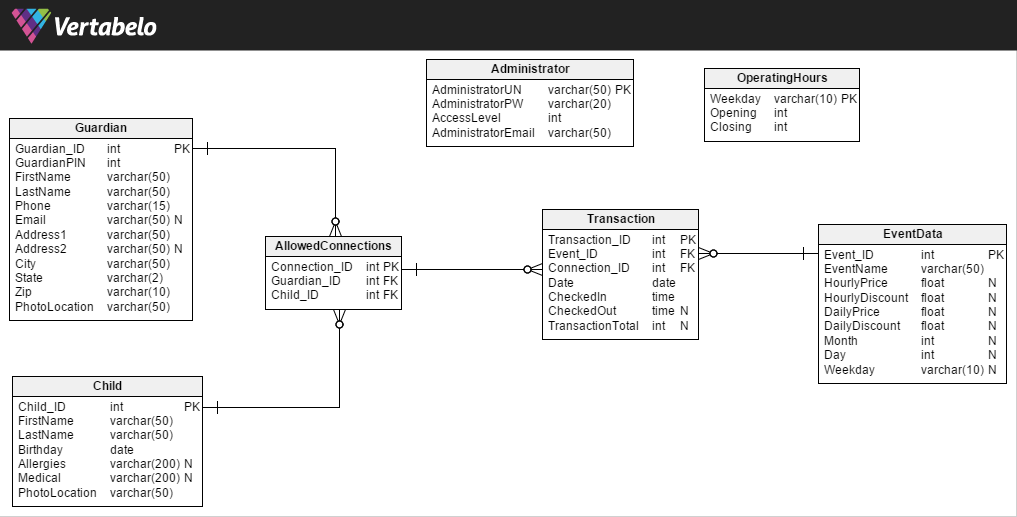 Vertabelo
Administrator
AdministratorUN varchar(50) PK
AdministratorPW varchar(20)
AccessLevel int
AdministratorEmail varchar(50)
OperatingHours
Weekday varchar(10) PK
Opening int
Closing int
Guardian
Guardian_ID int PK
GuardianPIN int
FirstName varchar(50)
LastName varchar(50)
Phone varchar(15)
Email varchar(50) N
Address1 varchar(50)
Address2 varchar(50) N
City varchar(50)
State varchar(2)
Zip varchar(10)
PhotoLocation varchar(50)
AllowedConnections
Connection_ID int PK
Guardian_ID int FK
Child_ID int FK
Transaction
Transaction_ID int PK
Event_ID int FK
Connection_ID int FK
Date date
CheckedIn time
CheckedOut time N
TransactionTotal int N
EventData
Event_ID int PK
EventName varchar(50)
HourlyPrice float N
HourlyDiscount float N
DailyPrice float N
DailyDiscount float N
Month int N
Day int N
Weekday varchar(10) N
Child
Child_ID int PK
FirstName varchar(50)
LastName varchar(50)
Birthday date
Allergies varchar(200) N
Medical varchar(200) N
PhotoLocation varchar(50)